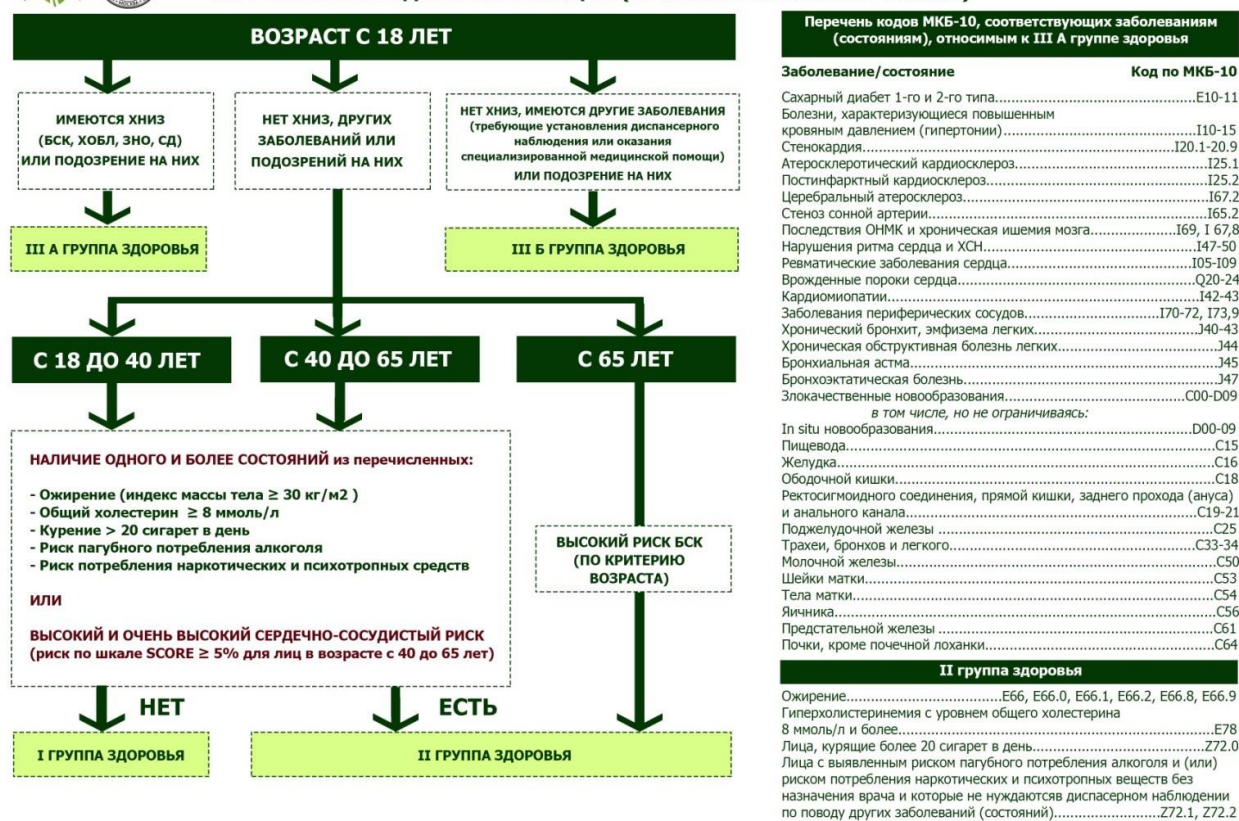 ВОЗРАСТ С 18 ЛЕТ
ИМЕЮТСЯ ХНИЗ
(БСК, ХОБЛ, ЗНО, СД)
ИЛИ ПОДОЗРЕНИЕ НА НИХ
НЕТ ХНИЗ, ДРУГИХ
ЗАБОЛЕВАНИЙ ИЛИ
ПОДОЗРЕНИЙ НА НИХ
НЕТ ХНИЗ, ИМЕЮТСЯ ДРУГИЕ ЗАБОЛЕВАНИЯ
(требующие установления диспансерного
наблюдения или оказания
специализированной медицинской помощи)
ИЛИ ПОДОЗРЕНИЕ НА НИХ
III А ГРУППА ЗДОРОВЬЯ
III Б ГРУППА ЗДОРОВЬЯ
С 18 ДО 40 ЛЕТ
С 40 ДО 65 ЛЕТ
С 65 ЛЕТ
НАЛИЧИЕ ОДНОГО И БОЛЕЕ СОСТОЯНИЙ из перечисленных:
- Ожирение (индекс массы тела ≥ 30 кг/м2 )
- Общий холестерин ≥ 8 ммоль/л
- Курение > 20 сигарет в день
- Риск пагубного потребления алкоголя
- Риск потребления наркотических и психотропных средств
ИЛИ
ВЫСОКИЙ И ОЧЕНЬ ВЫСОКИЙ СЕРДЕЧНО-СОСУДИСТЫЙ РИСК
(риск по шкале SCORE ≥ 5% для лиц в возрасте с 40 до 65 лет)
ВЫСОКИЙ РИСК БСК
(ПО КРИТЕРИЮ
ВОЗРАСТА)
НЕТ
ЕСТЬ
I ГРУППА ЗДОРОВЬЯ
II ГРУППА ЗДОРОВЬЯ
Перечень кодов МКБ-10, соответствующих заболеваниям
(состояниям), относимым к III А группе здоровья
Заболевание/состояние Код по МКБ-10
Сахарный диабет 1-го и 2-го типа...E10-11
Болезни, характеризующиеся повышенным
кровяным давлением (гипертонии)...I10-15
Стенокардия...I20.1-20.9
Атеросклеротический кардиосклероз...I25.1
Постинфарктный кардиосклероз...I25.2
Церебральный атеросклероз...I67.2
Стеноз сонной артерии...I65.2
Последствия ОНМК и хроническая ишемия мозга...I69, I 67,8
Нарушения ритма сердца и ХСН...I47-50
Ревматические заболевания сердца...I05-I09
Врожденные пороки сердца...Q20-24
Кардиомиопатии...I42-43
Заболевания периферических сосудов...I70-72, I73,9
Хронический бронхит, эмфизема легких...J40-43
Хроническая обструктивная болезнь легких...J44
Бронхиальная астма...J45
Бронхоэктатическая болезнь...J47
Злокачественные новообразования...C00-D09
в том числе, но не ограничиваясь:
In situ новообразования...D00-09
Пищевода...C15
Желудка...C16
Ободочной кишки...C18
Ректосигмоидного соединения, прямой кишки, заднего прохода (ануса)
и анального канала...C19-21
Поджелудочной железы ...C25
Трахеи, бронхов и легкого...C33-34
Молочной железы...C50
Шейки матки...C53
Тела матки...C54
Яичника...C56
Предстательной железы ...C61
Почки, кроме почечной лоханки...C64
II группа здоровья
Ожирение...E66, E66.0, E66.1, E66.2, E66.8, E66.9
Гиперхолистеринемия с уровнем общего холестерина
8 ммоль/л и более...E78
Лица, курящие более 20 сигарет в день...Z72.0
Лица с выявленным риском пагубного потребления алкоголя и (или)
риском потребления наркотических и психотропных веществ без
назначения врача и которые не нуждаютсяв диспасерном наблюдении
по поводу других заболеваний (состояний)...Z72.1, Z72.2